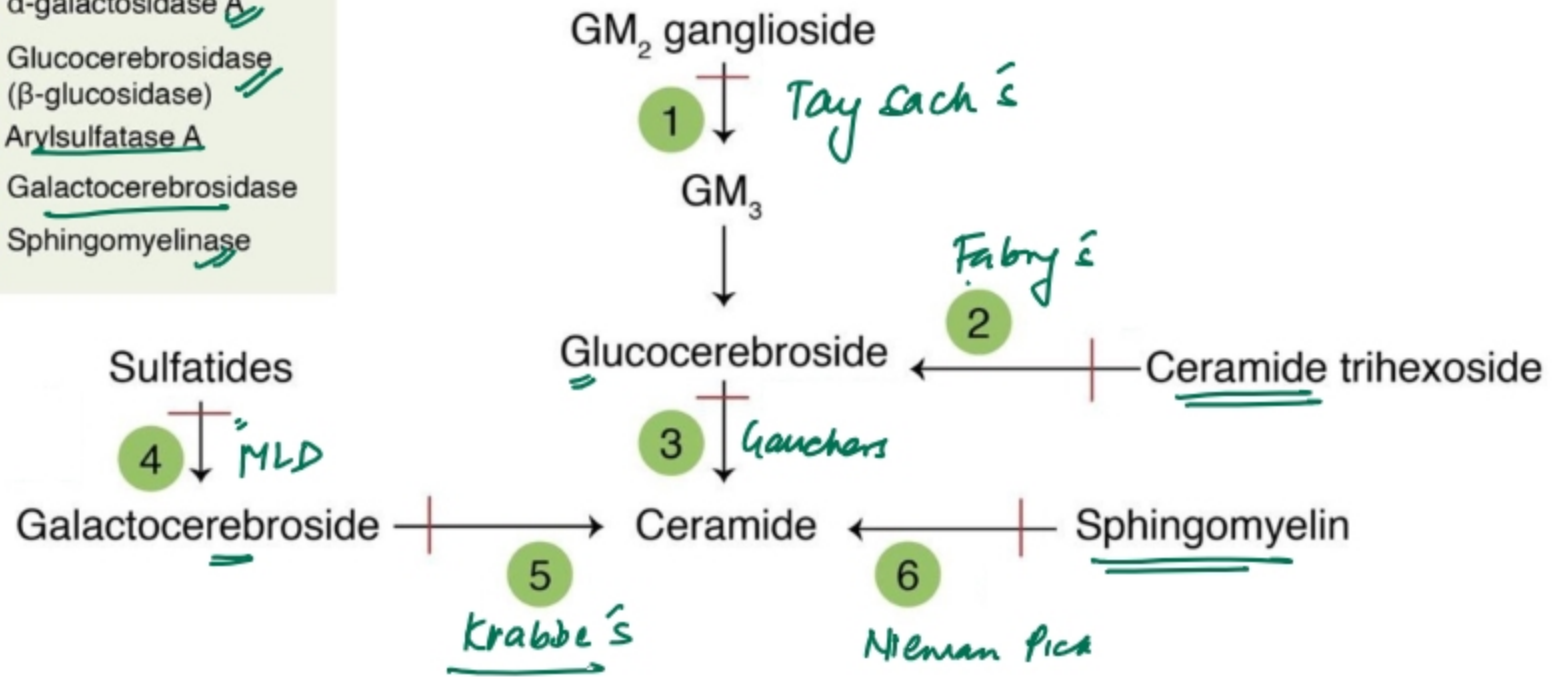 α-galactosidase A
Glucocerebrosidase
(β-glucosidase)
Arylsulfatase A
Galactocerebrosidase
Sphingomyelinase
GM₂ ganglioside
1
Tay Sach's
GM₃
Fabry's
2
Glucocerebroside
Ceramide trihexoside
Sulfatides
3
Gauchers
4
MLD
Galactocerebroside
Ceramide
Sphingomyelin
5
6
Krabbe's
Nieman Pick